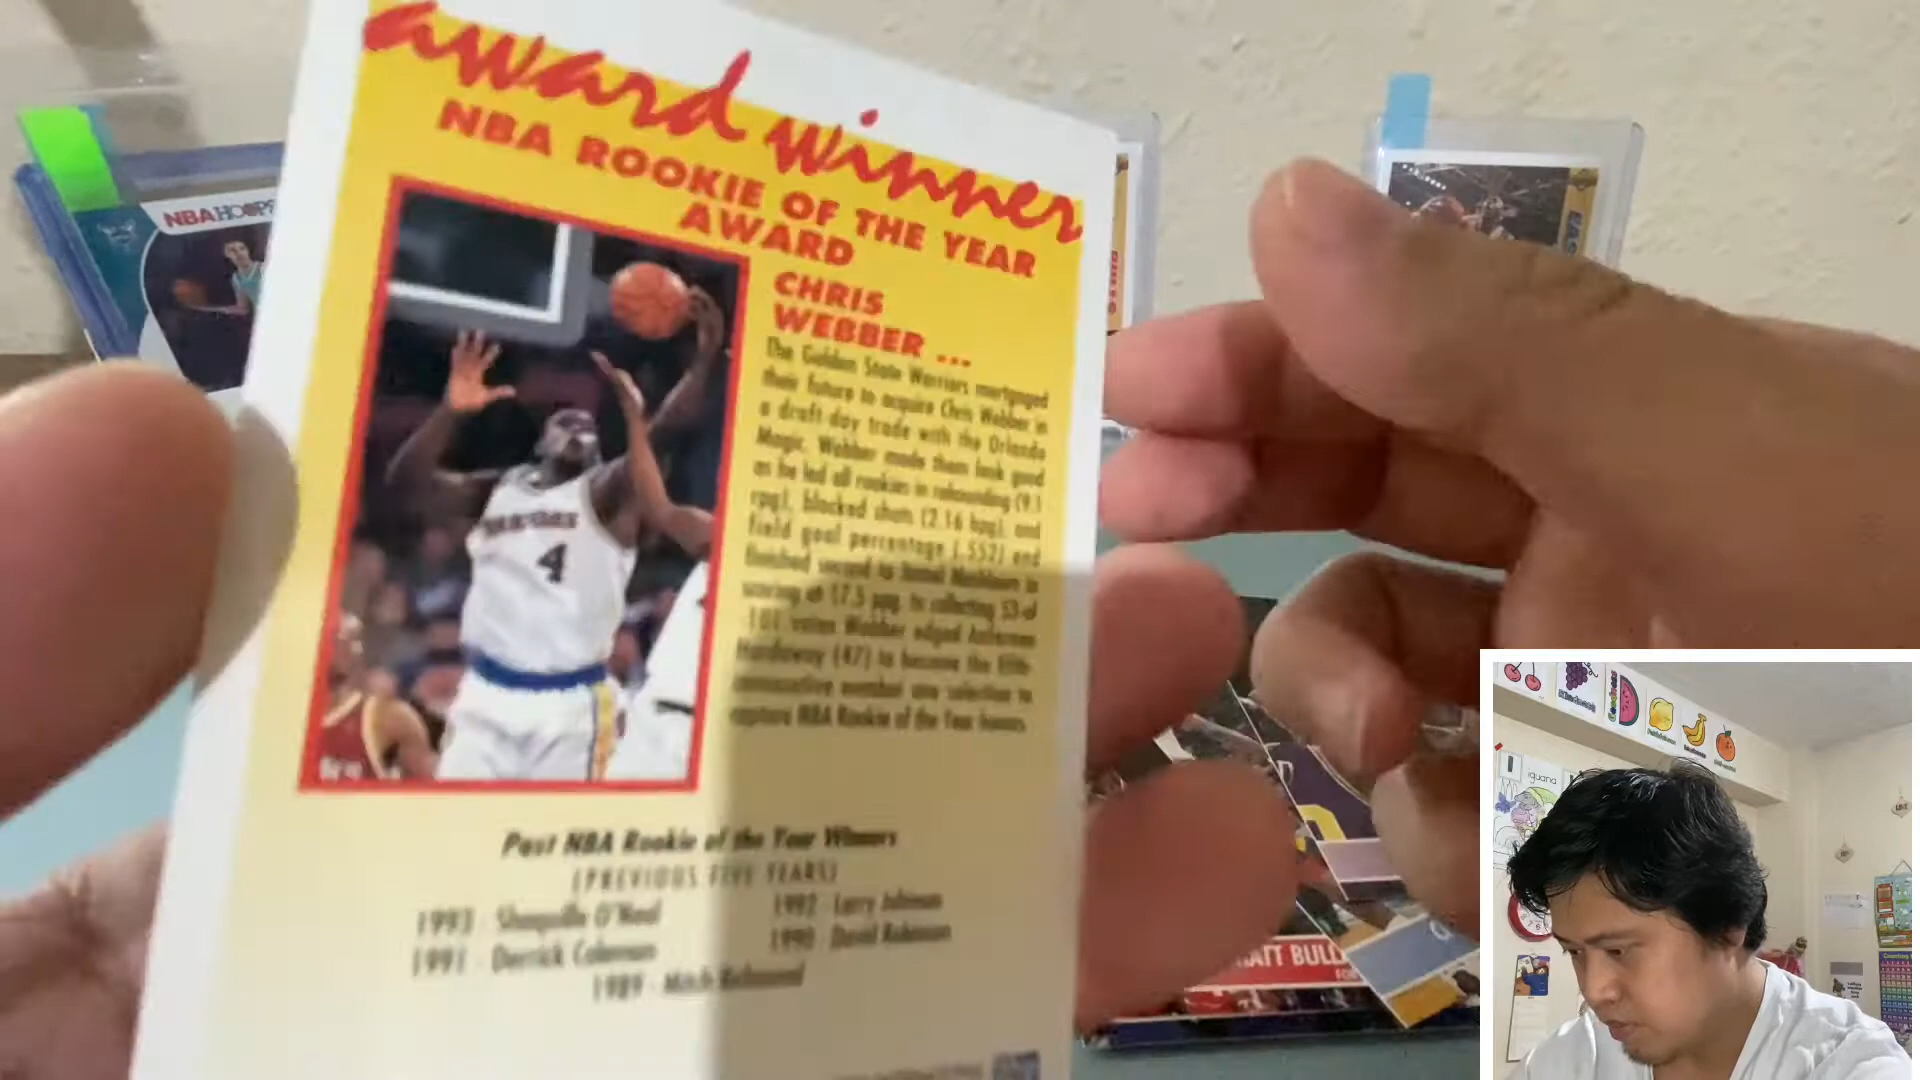 award winner
NBA ROOKIE OF THE YEAR
AWARD
CHRIS
WEBBER ...
The Golden State Warriors mortgaged
their future to acquire Chris Webber in
a draft day trade with the Orlando
Magic. Webber made them look good
as he led all rookies in rebounding (9.1
rpg), blocked shots (2.16 bpg), and
field goal percentage (.552) and
finished second to Jamal Mashburn in
scoring at 17.5 ppg. In collecting 53 of
101 votes Webber edged Anfernee
Hardaway (47) to become the fifth
consecutive number one selection to
capture NBA Rookie of the Year honors.
WARRIORS
4
Past NBA Rookie of the Year Winners
(PREVIOUS FIVE YEARS)
1993 - Shaquille O'Neal
1992 - Larry Johnson
1991 - Derrick Coleman
1990 - David Robinson
1989 - Mitch Richmond
NBA HOOPS
ATT BULL
FO
iguana